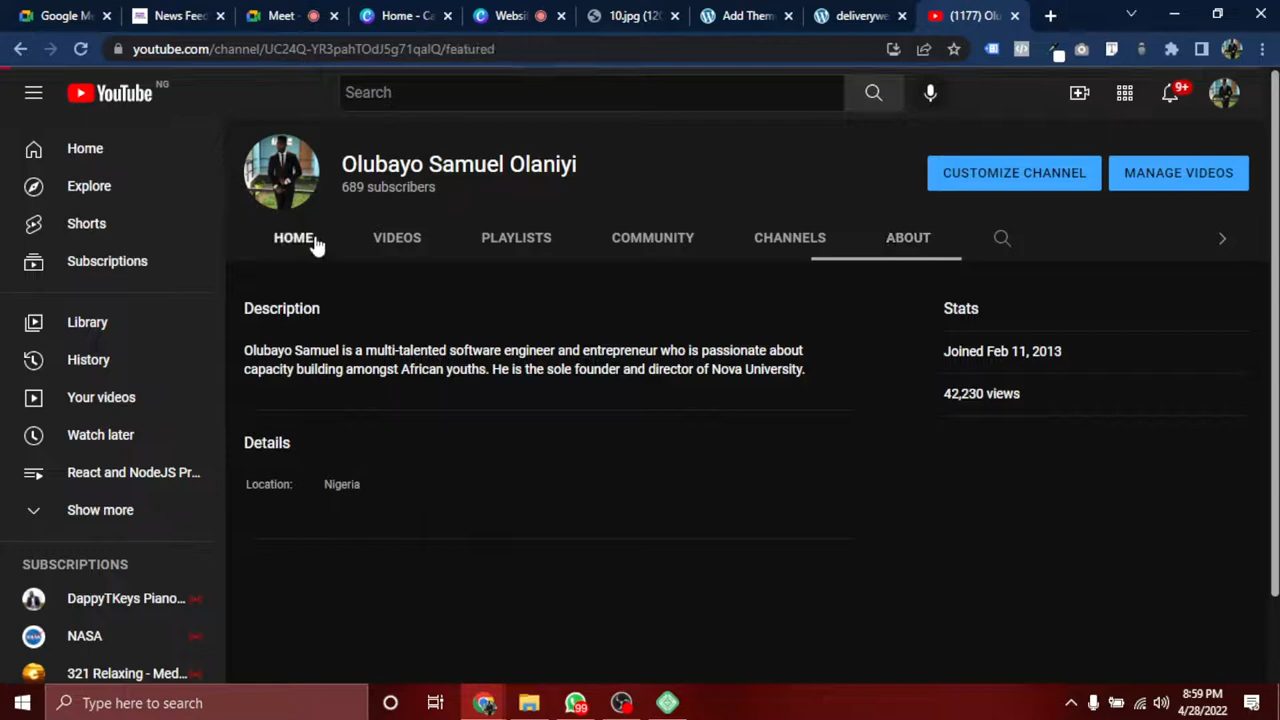 Google M
News Feed
Meet -
Home - Ca
Websit
10.jpg (120
Add Them
deliverywe
(1177) Olu
youtube.com/channel/UC24Q-YR3pahTOdJ5g71qaIQ/featured
YouTube NG
Search
9+
Home
Explore
Shorts
Subscriptions
Library
History
Your videos
Watch later
React and NodeJS Pr...
Show more
SUBSCRIPTIONS
DappyTKeys Piano...
NASA
321 Relaxing - Med...
Olubayo Samuel Olaniyi
689 subscribers
CUSTOMIZE CHANNEL
MANAGE VIDEOS
HOME VIDEOS PLAYLISTS COMMUNITY CHANNELS ABOUT
Description
Olubayo Samuel is a multi-talented software engineer and entrepreneur who is passionate about
capacity building amongst African youths. He is the sole founder and director of Nova University.
Details
Location: Nigeria
Stats
Joined Feb 11, 2013
42,230 views
Type here to search
99
8:59 PM
4/28/2022